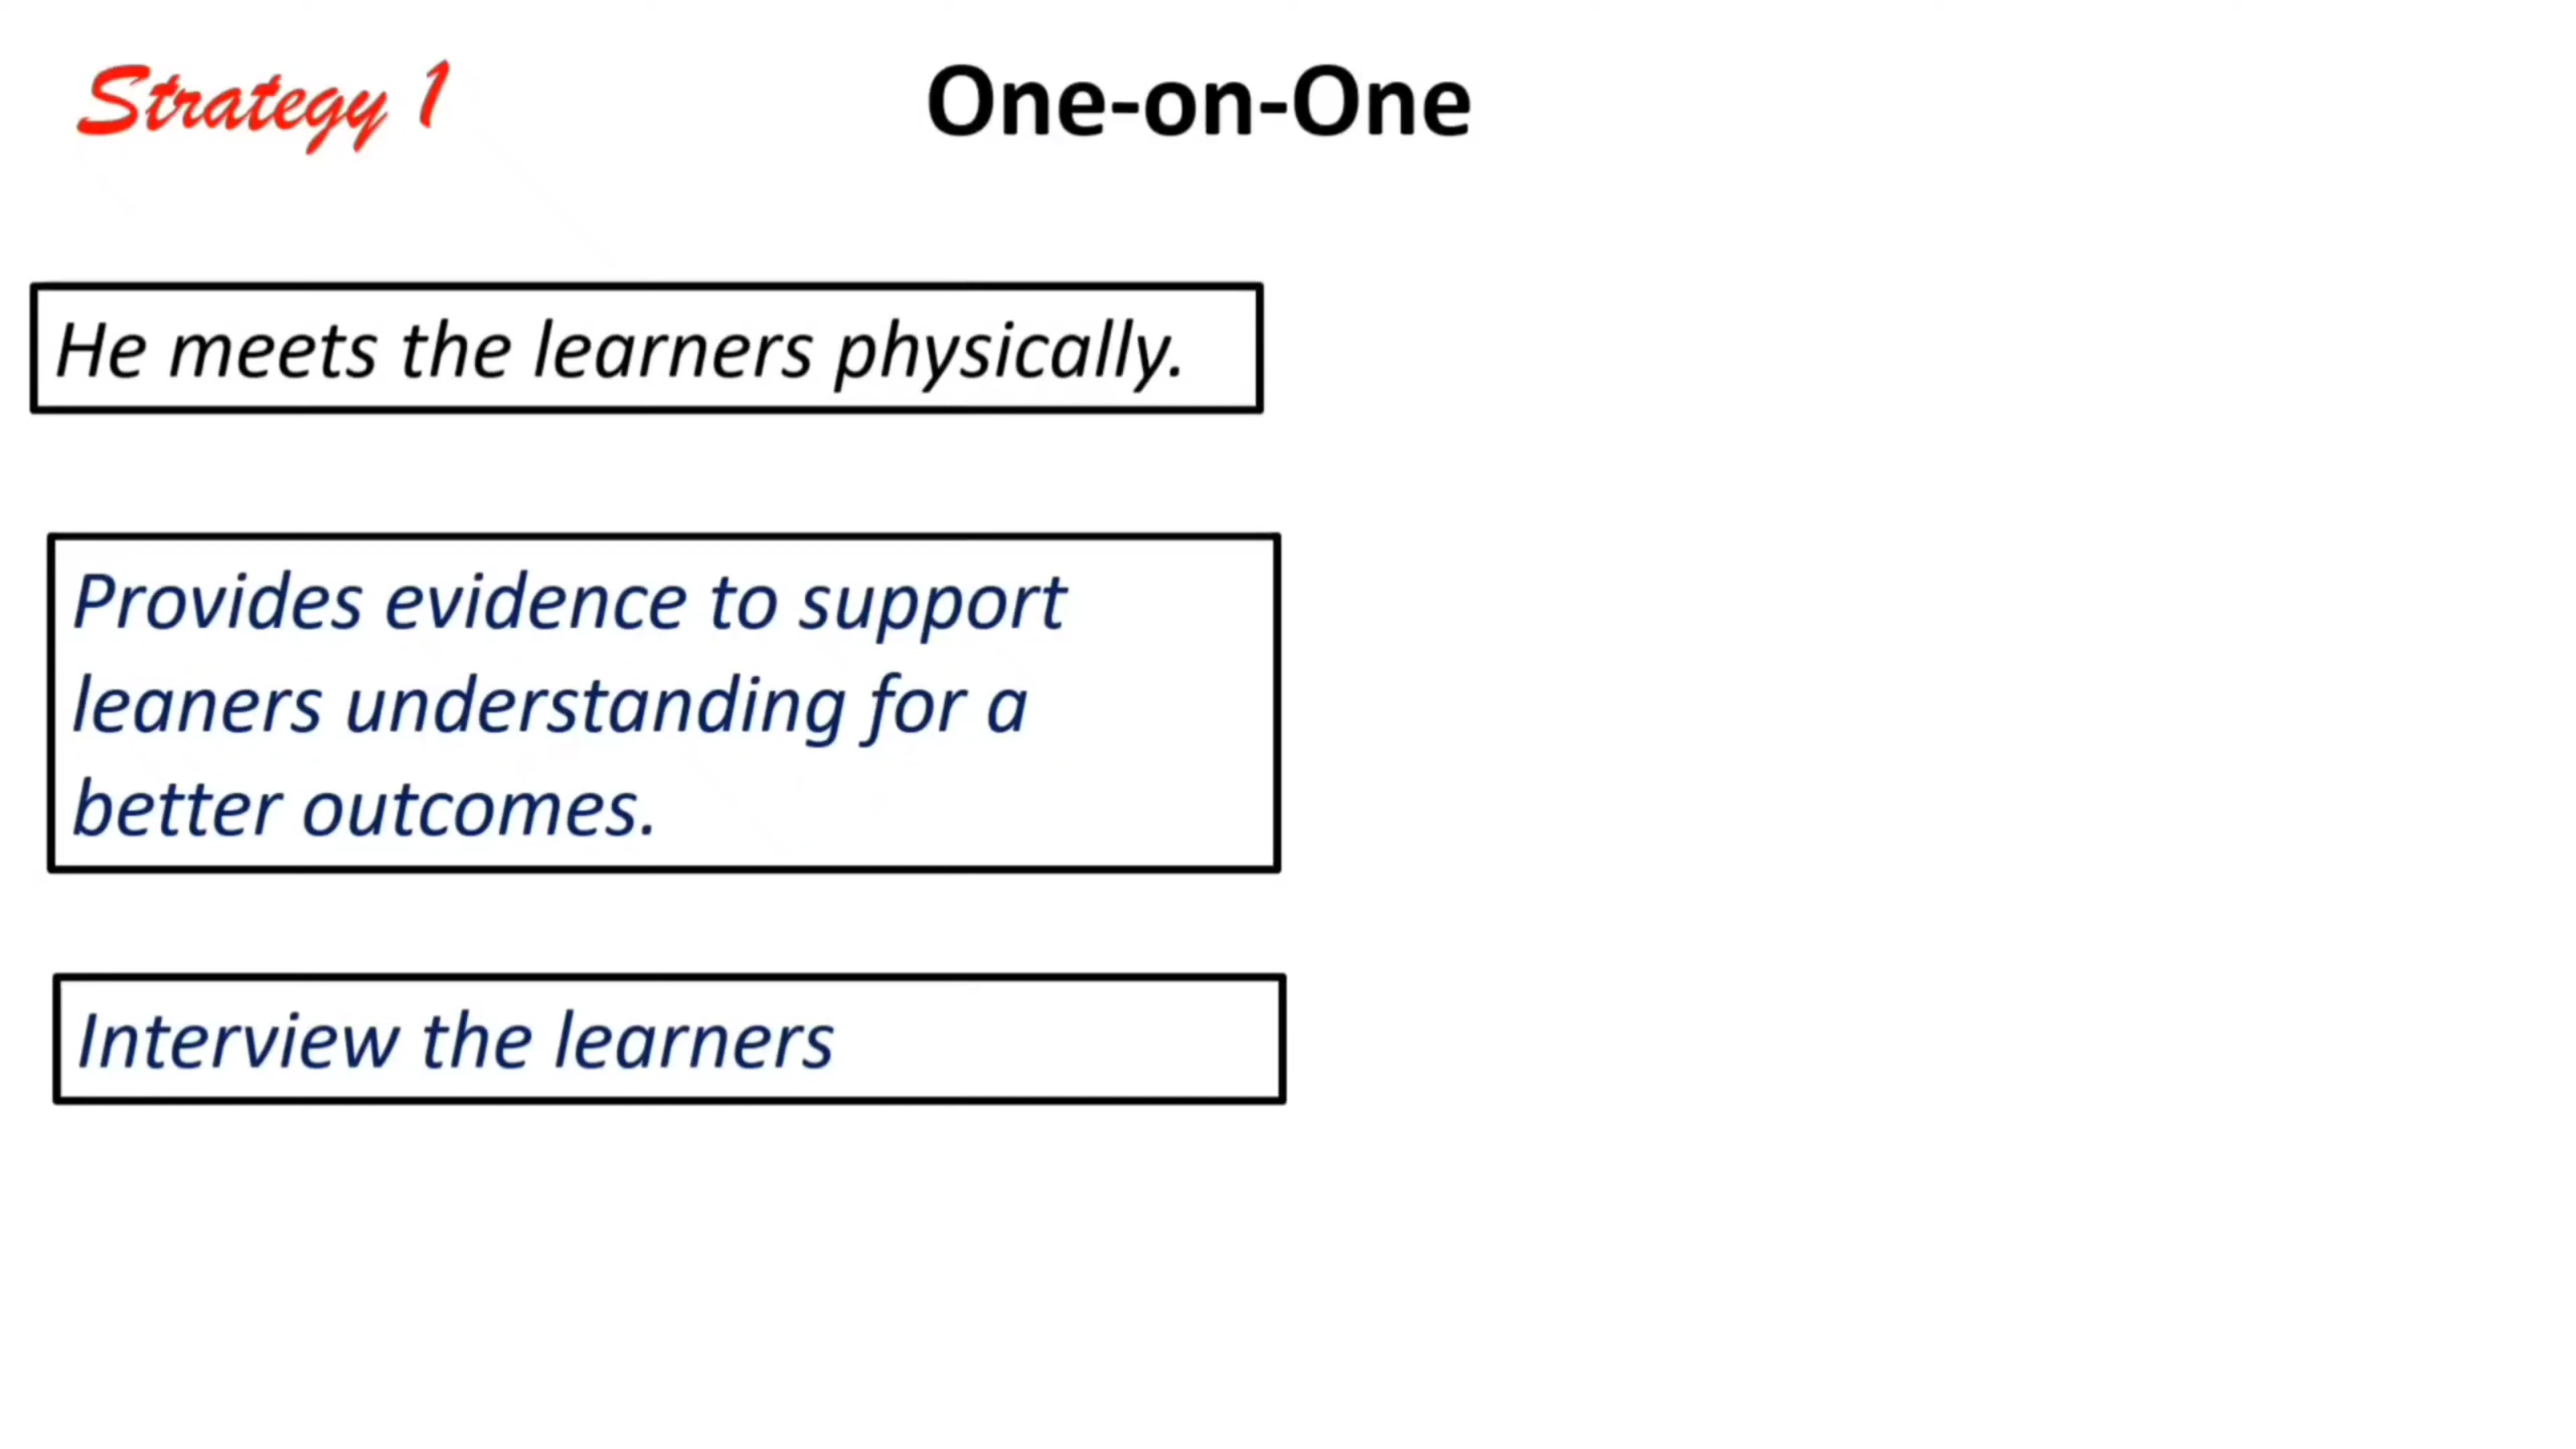 Strategy 1
One-on-One
He meets the learners physically.
Provides evidence to support
leaners understanding for a
better outcomes.
Interview the learners